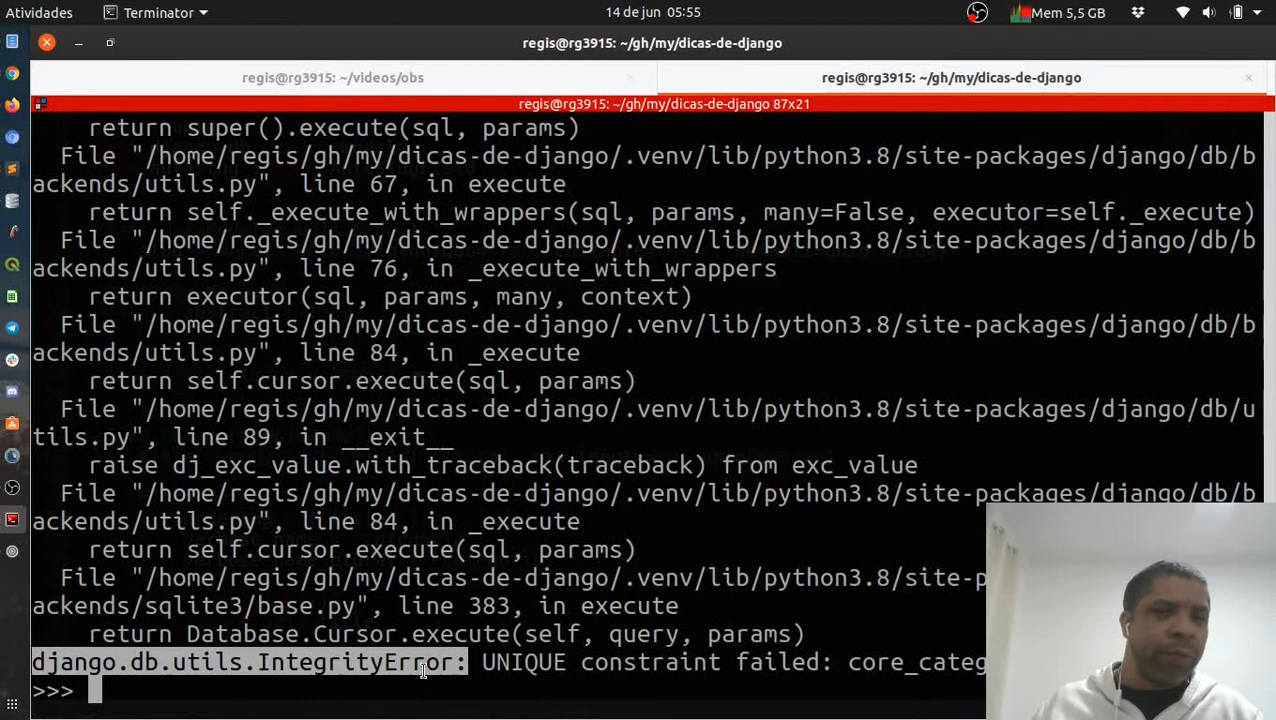 Atividades
Terminator
14 de jun 05:55
Mem 5,5 GB
regis@rg3915: ~/gh/my/dicas-de-django
regis@rg3915: ~/videos/obs
regis@rg3915: ~/gh/my/dicas-de-django
regis@rg3915: ~/gh/my/dicas-de-django 87x21
return super().execute(sql, params)
File "/home/regis/gh/my/dicas-de-django/.venv/lib/python3.8/site-packages/django/db/b
ackends/utils.py", line 67, in execute
return self._execute_with_wrappers(sql, params, many=False, executor=self._execute)
File "/home/regis/gh/my/dicas-de-django/.venv/lib/python3.8/site-packages/django/db/b
ackends/utils.py", line 76, in _execute_with_wrappers
return executor(sql, params, many, context)
File "/home/regis/gh/my/dicas-de-django/.venv/lib/python3.8/site-packages/django/db/b
ackends/utils.py", line 84, in _execute
return self.cursor.execute(sql, params)
File "/home/regis/gh/my/dicas-de-django/.venv/lib/python3.8/site-packages/django/db/u
tils.py", line 89, in __exit__
raise dj_exc_value.with_traceback(traceback) from exc_value
File "/home/regis/gh/my/dicas-de-django/.venv/lib/python3.8/site-packages/django/db/b
ackends/utils.py", line 84, in _execute
return self.cursor.execute(sql, params)
File "/home/regis/gh/my/dicas-de-django/.venv/lib/python3.8/site-p
ackends/sqlite3/base.py", line 383, in execute
return Database.Cursor.execute(self, query, params)
django.db.utils.IntegrityError: UNIQUE constraint failed: core_categ
>>>